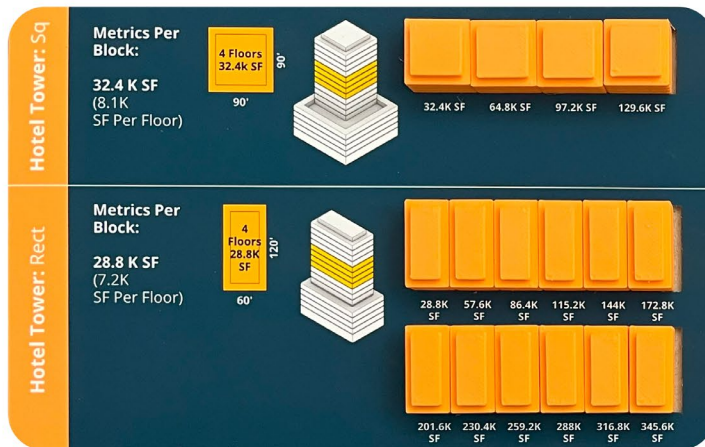 Hotel Tower: Sq
Metrics Per
Block:
32.4 K SF
(8.1K
SF Per Floor)
4 Floors
32.4k SF
90'
90'
32.4K SF 64.8K SF 97.2K SF 129.6K SF
Hotel Tower: Rect
Metrics Per
Block:
28.8 K SF
(7.2K
SF Per Floor)
4
Floors
28.8K
SF
120'
60'
28.8K SF 57.6K SF 86.4K SF 115.2K SF 144K SF 172.8K SF
201.6K SF 230.4K SF 259.2K SF 288K SF 316.8K SF 345.6K SF